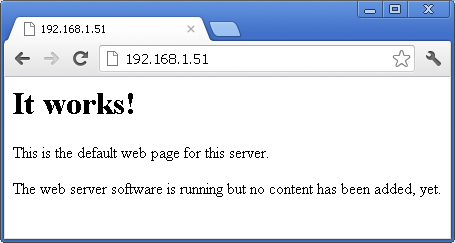 192.168.1.51
192.168.1.51
It works!
This is the default web page for this server.
The web server software is running but no content has been added, yet.